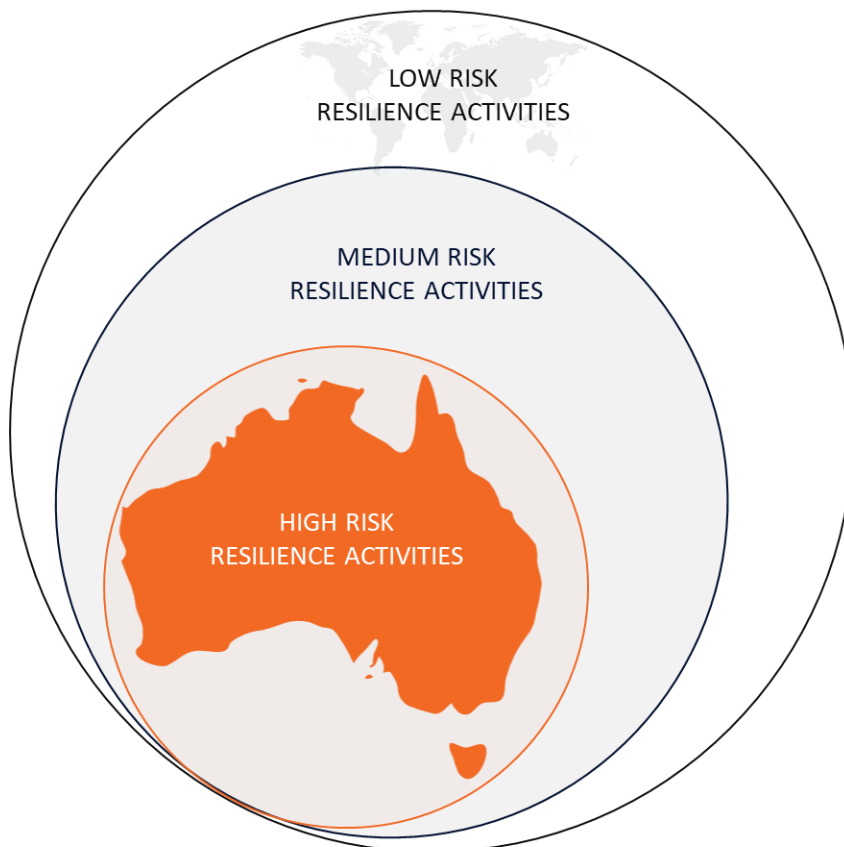 LOW RISK
RESILIENCE ACTIVITIES
MEDIUM RISK
RESILIENCE ACTIVITIES
HIGH RISK
RESILIENCE ACTIVITIES